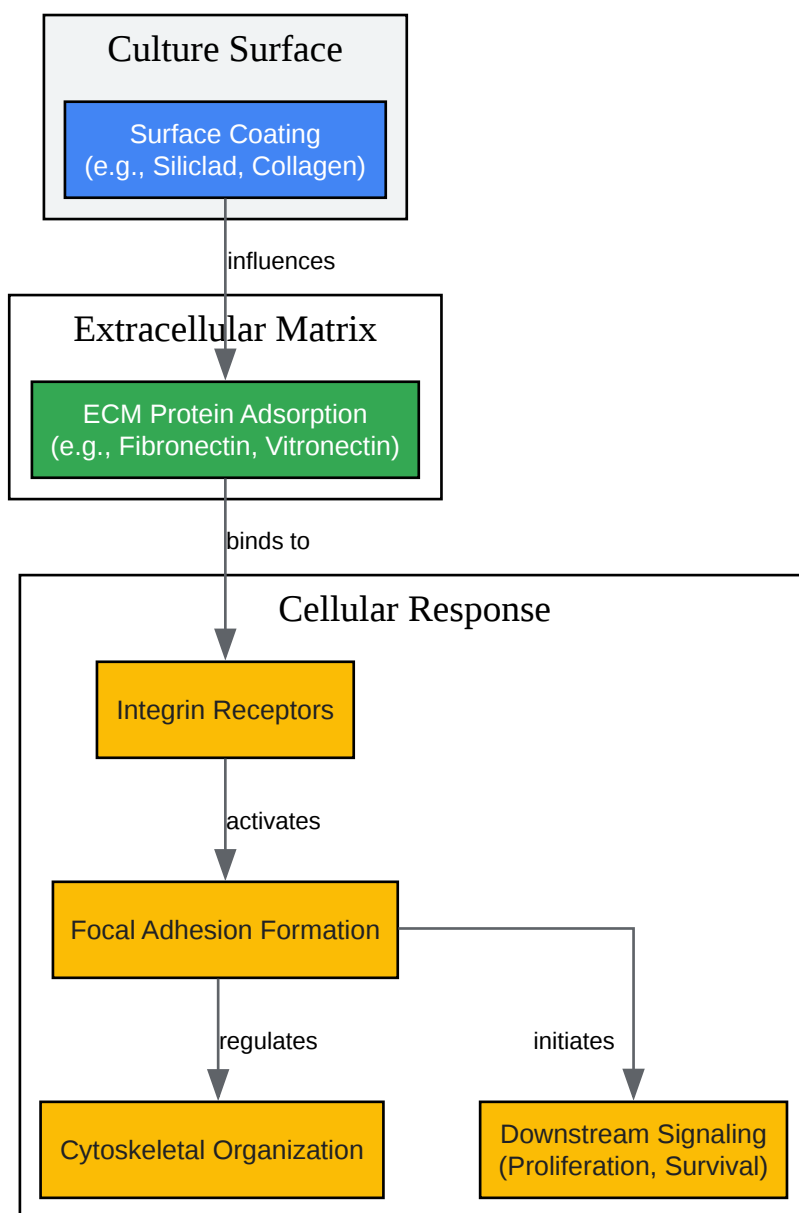 Culture Surface
Surface Coating
(e.g., Siliclad, Collagen)
influences
Extracellular Matrix
ECM Protein Adsorption
(e.g., Fibronectin, Vitronectin)
binds to
Cellular Response
Integrin Receptors
activates
Focal Adhesion Formation
regulates
initiates
Cytoskeletal Organization
Downstream Signaling
(Proliferation, Survival)